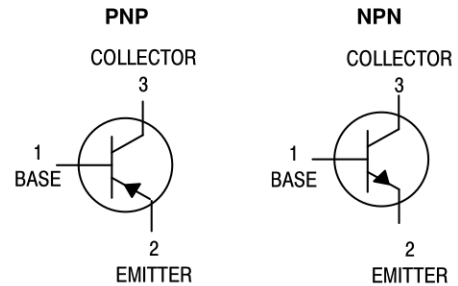 PNP
COLLECTOR
3
1
BASE
2
EMITTER
NPN
COLLECTOR
3
1
BASE
2
EMITTER